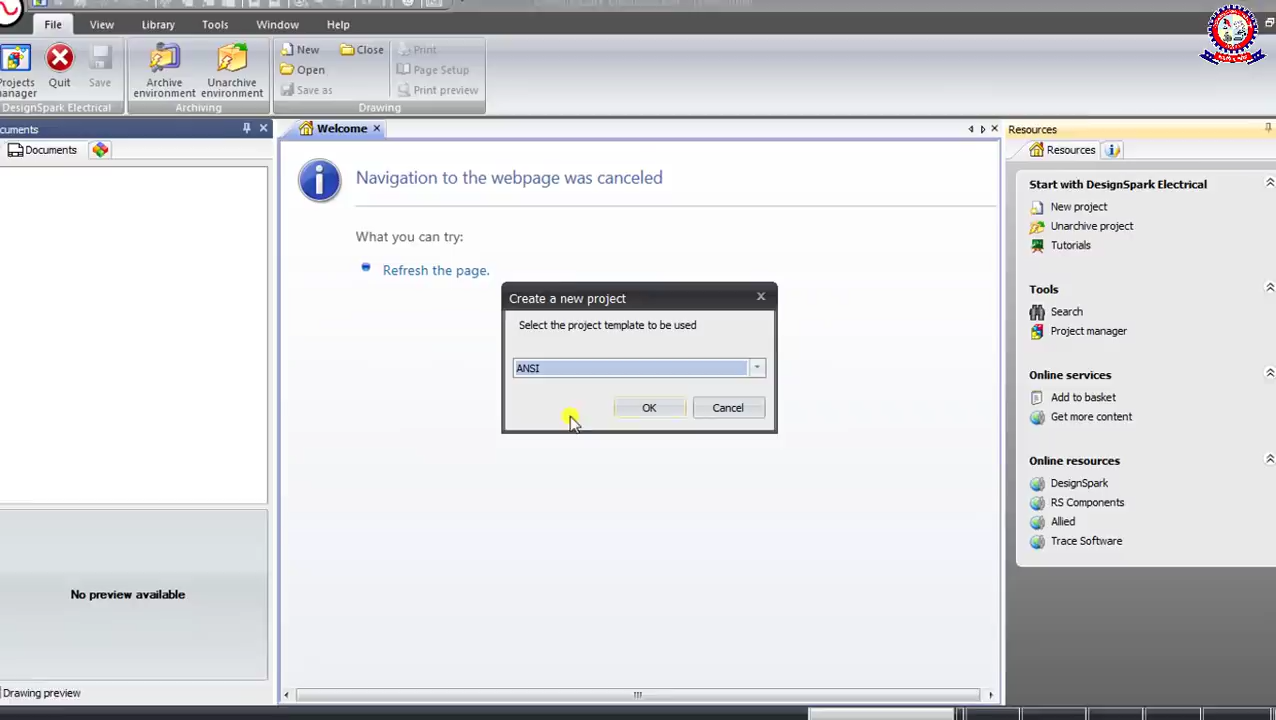 File View Library Tools Window Help
Projects manager
Quit
Save
Archive environment
Unarchive environment
New
Open
Save as
Close
Print
Page Setup
Print preview
DesignSpark Electrical
Archiving
Drawing
ocuments
Documents
No preview available
Drawing preview
Welcome
Navigation to the webpage was canceled
What you can try:
Refresh the page.
Create a new project
Select the project template to be used
ANSI
OK
Cancel
Resources
Resources
Start with DesignSpark Electrical
New project
Unarchive project
Tutorials
Tools
Search
Project manager
Online services
Add to basket
Get more content
Online resources
DesignSpark
RS Components
Allied
Trace Software